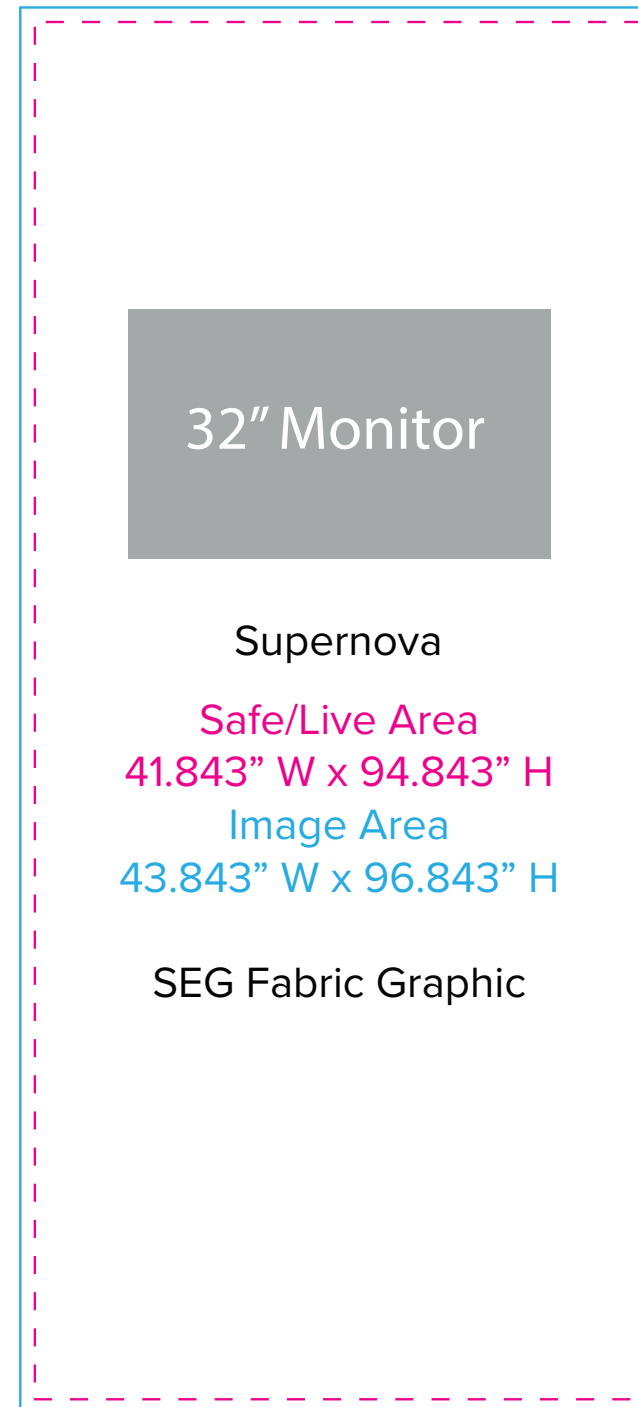 32” Monitor
Supernova
Safe/Live Area
41.843” W x 94.843” H
Image Area
43.843” W x 96.843” H
SEG Fabric Graphic